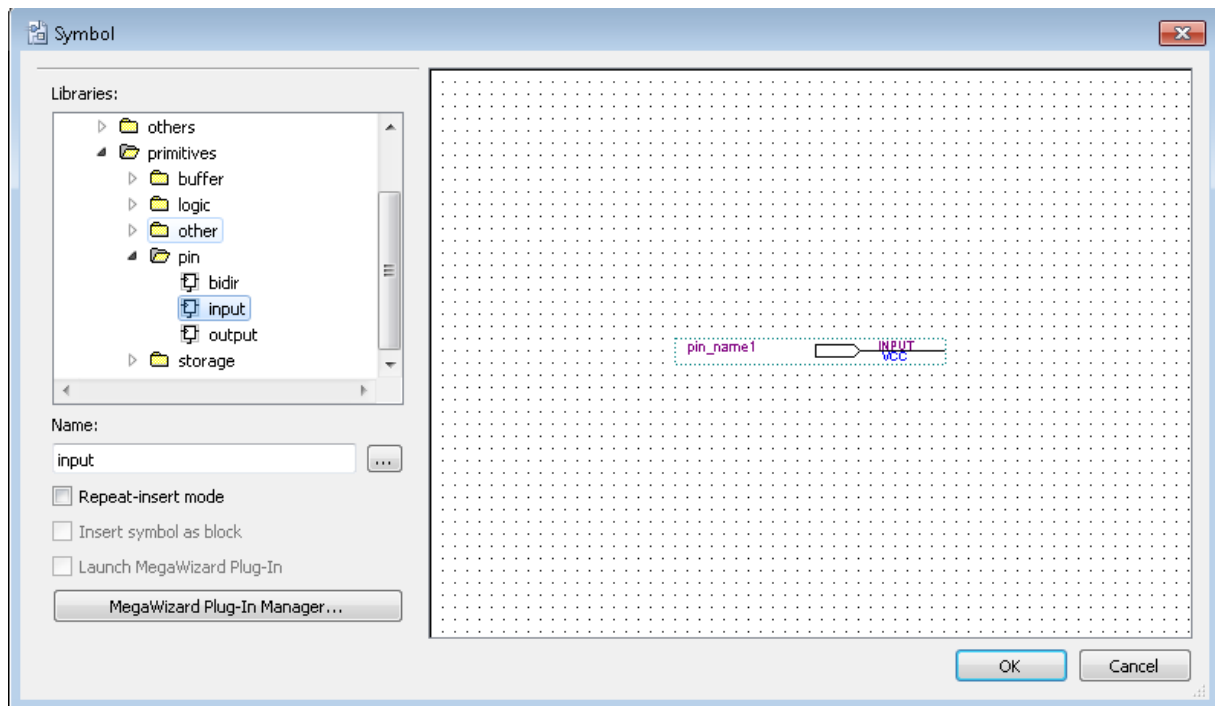 Symbol
Libraries:
others
primitives
buffer
logic
other
pin
bidir
input
output
storage
Name:
input
...
Repeat-insert mode
Insert symbol as block
Launch MegaWizard Plug-In
MegaWizard Plug-In Manager...
pin_name1
INPUT
VCC
OK
Cancel